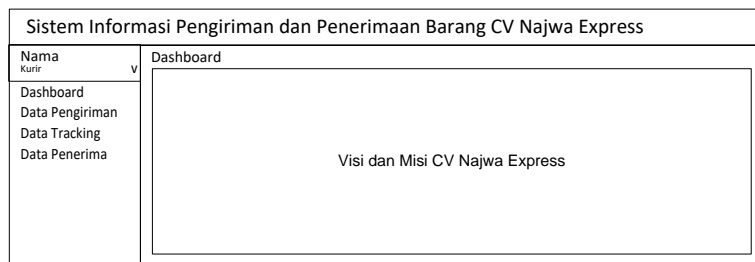 Sistem Informasi Pengiriman dan Penerimaan Barang CV Najwa Express
Nama
Kurir v
Dashboard
Data Pengiriman
Data Tracking
Data Penerima
Dashboard
Visi dan Misi CV Najwa Express